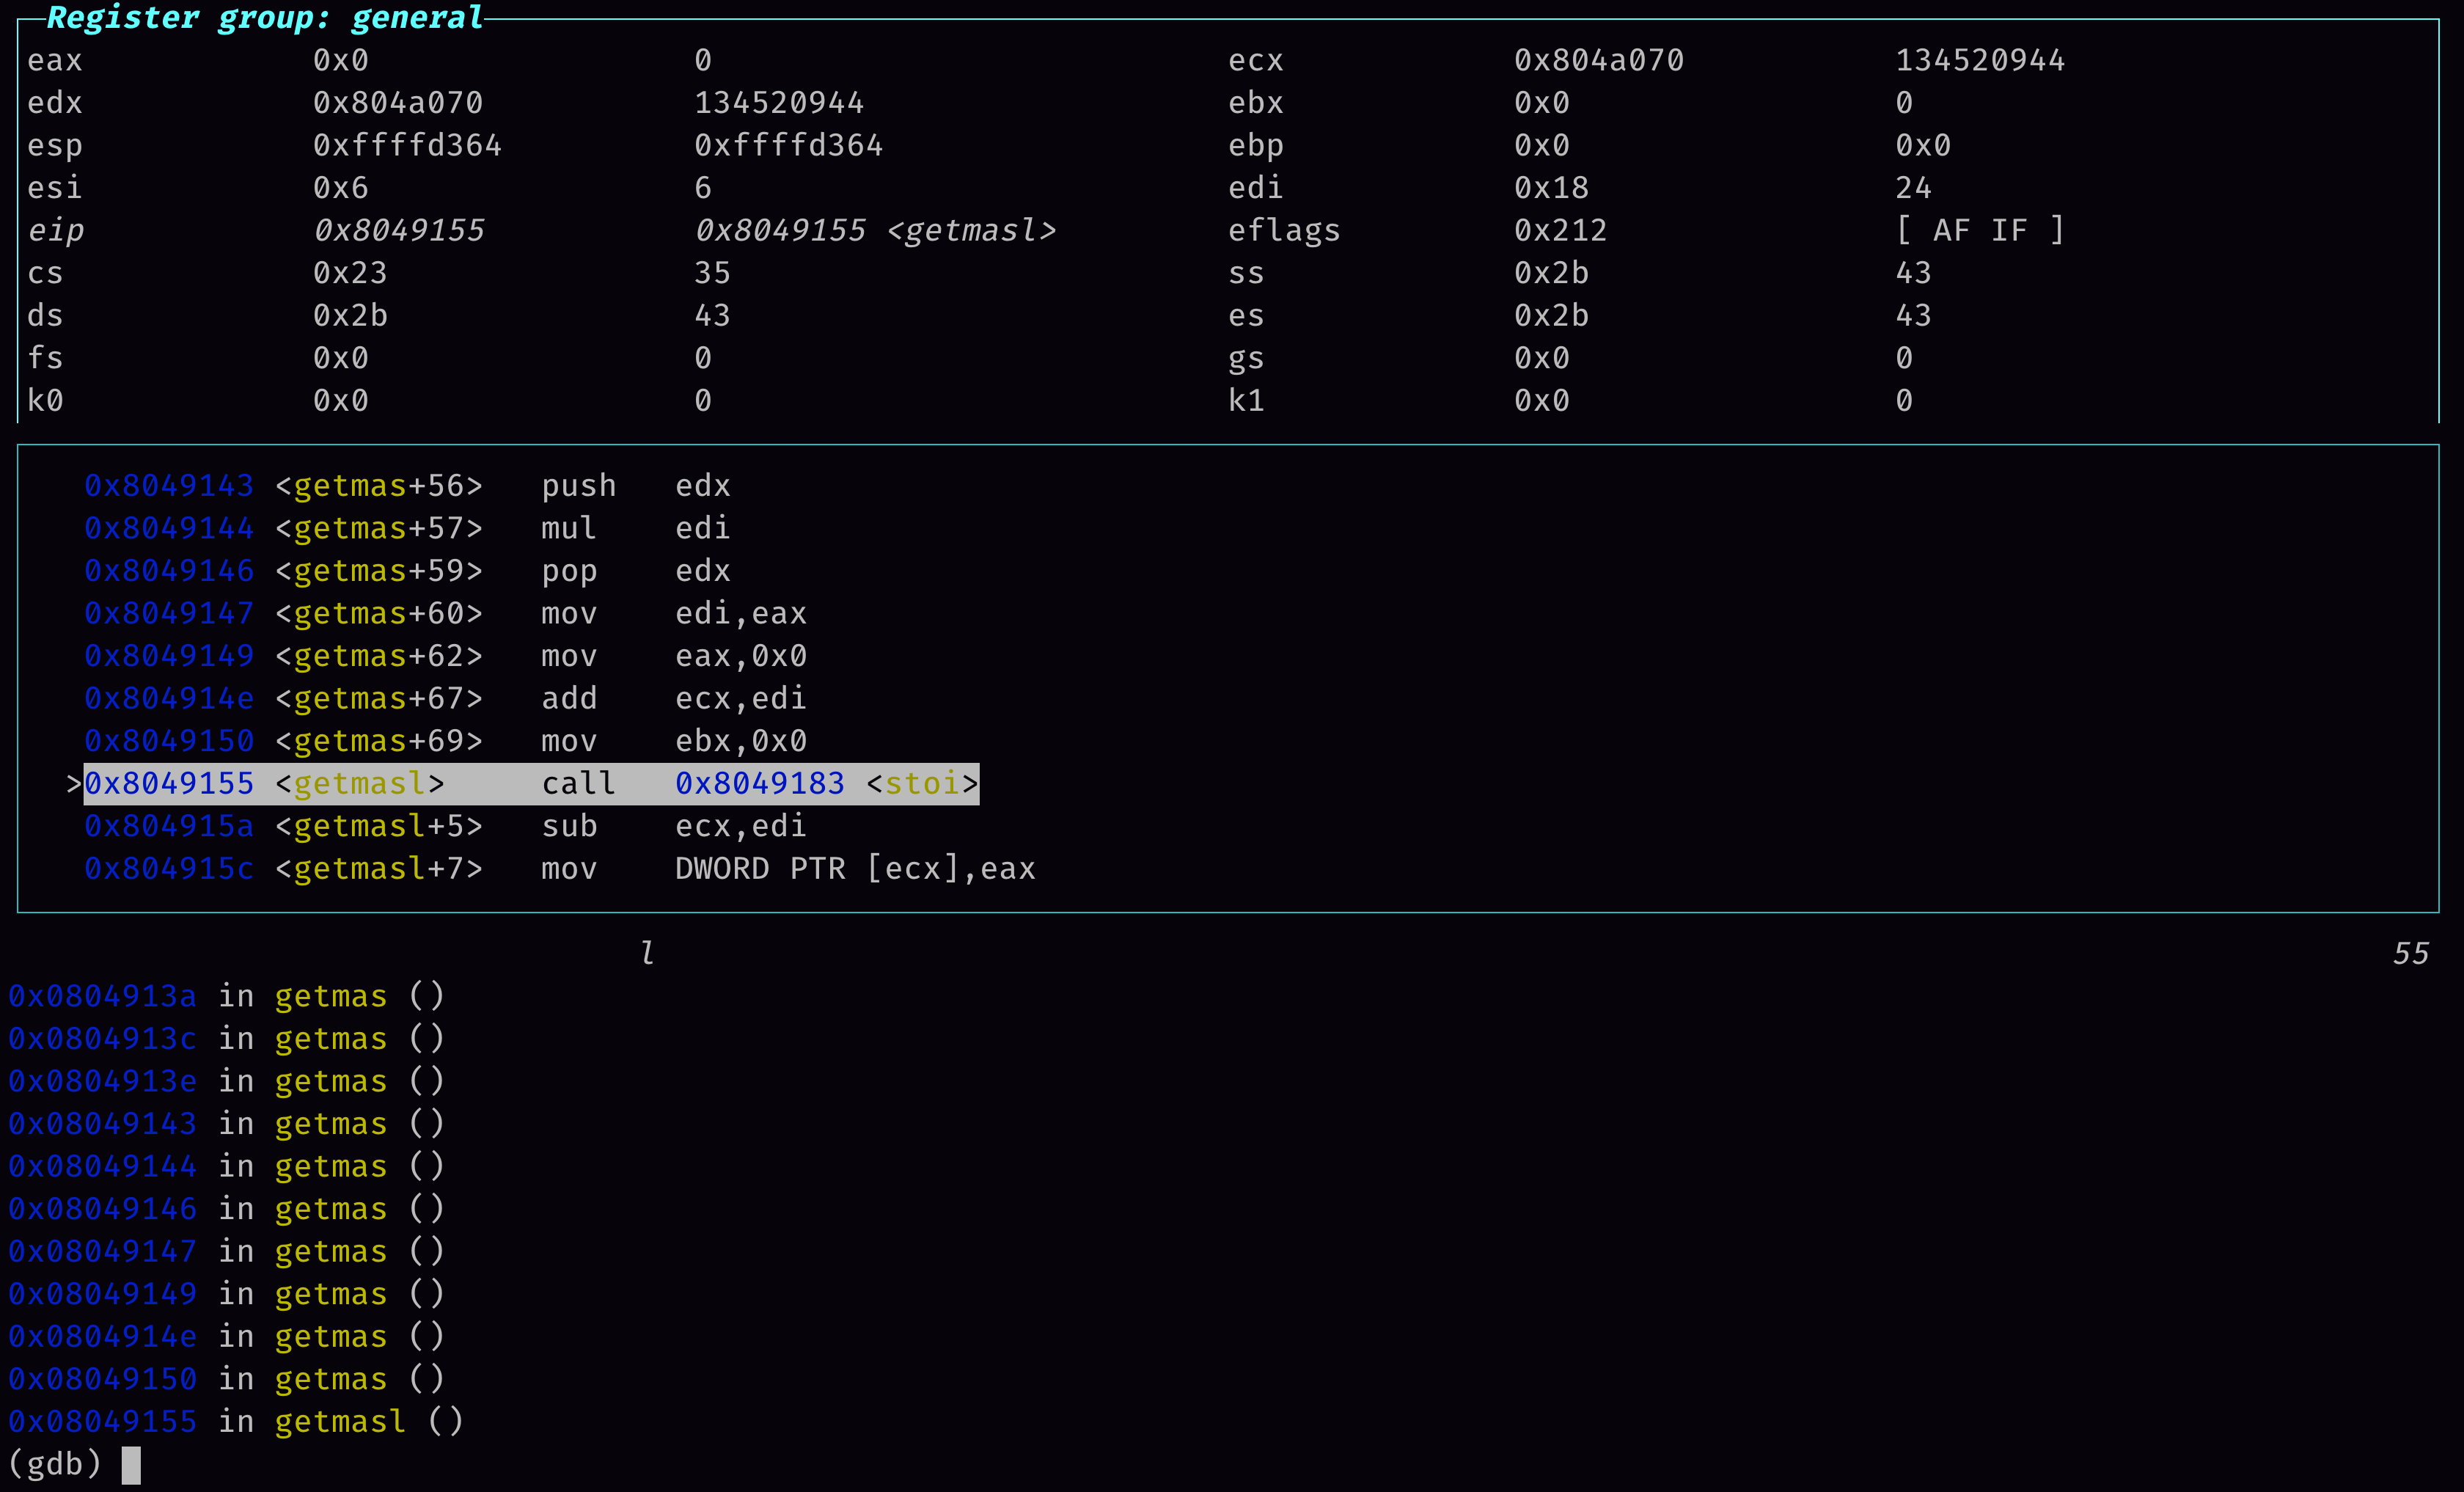 Register group: general
eax 0x0 0 ecx 0x804a070 134520944
edx 0x804a070 134520944 ebx 0x0 0
esp 0xffffd364 0xffffd364 ebp 0x0 0x0
esi 0x6 6 edi 0x18 24
eip 0x8049155 0x8049155 <getmasl> eflags 0x212 [ AF IF ]
cs 0x23 35 ss 0x2b 43
ds 0x2b 43 es 0x2b 43
fs 0x0 0 gs 0x0 0
k0 0x0 0 k1 0x0 0
0x8049143 <getmas+56> push edx
0x8049144 <getmas+57> mul edi
0x8049146 <getmas+59> pop edx
0x8049147 <getmas+60> mov edi,eax
0x8049149 <getmas+62> mov eax,0x0
0x804914e <getmas+67> add ecx,edi
0x8049150 <getmas+69> mov ebx,0x0
>0x8049155 <getmasl> call 0x8049183 <stoi>
0x804915a <getmasl+5> sub ecx,edi
0x804915c <getmasl+7> mov DWORD PTR [ecx],eax
l 55
0x0804913a in getmas ()
0x0804913c in getmas ()
0x0804913e in getmas ()
0x08049143 in getmas ()
0x08049144 in getmas ()
0x08049146 in getmas ()
0x08049147 in getmas ()
0x08049149 in getmas ()
0x0804914e in getmas ()
0x08049150 in getmas ()
0x08049155 in getmasl ()
(gdb)